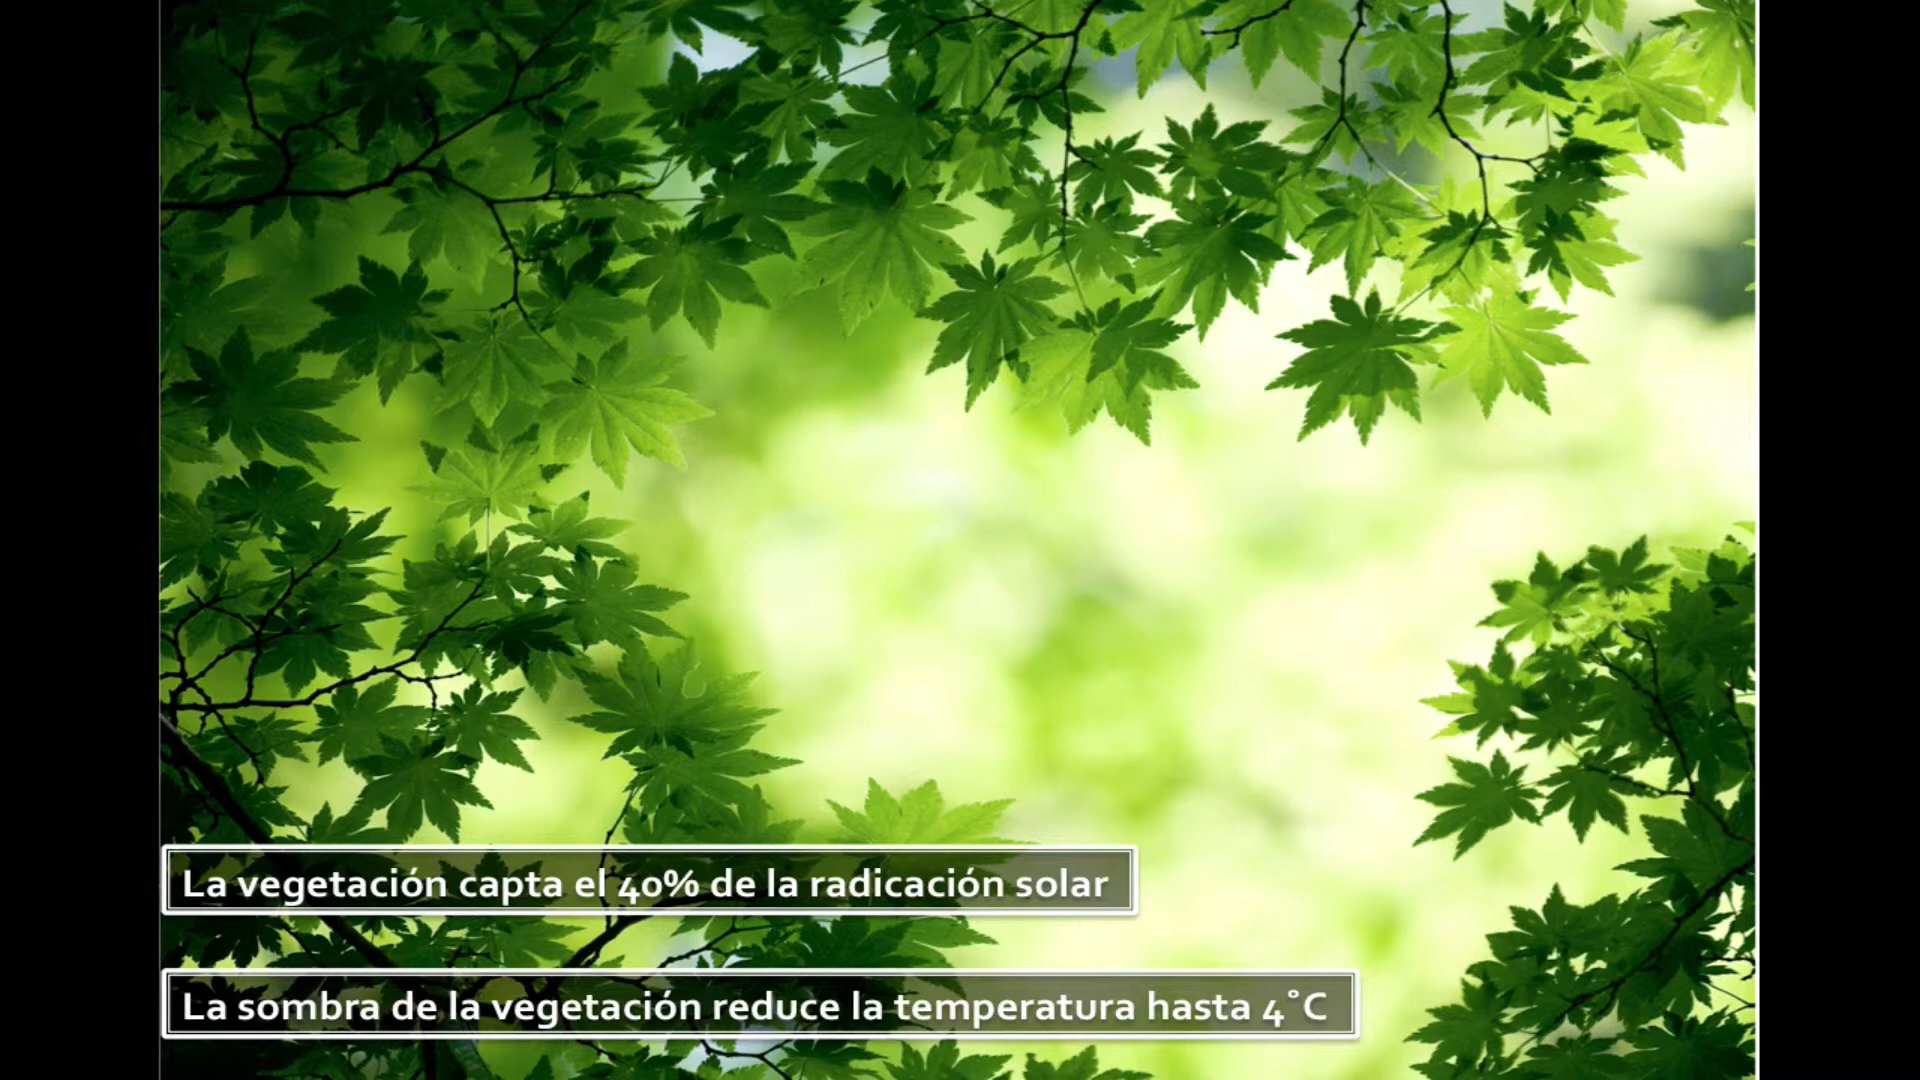 La vegetación capta el 40% de la radicación solar
La sombra de la vegetación reduce la temperatura hasta 4°C